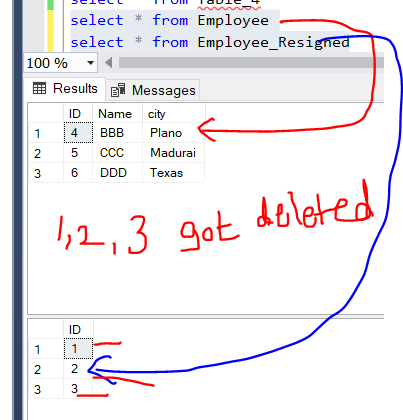 select * from Table_4
select * from Employee
select * from Employee_Resigned
100 %
Results Messages
ID Name city
1 4 BBB Plano
2 5 CCC Madurai
3 6 DDD Texas
1,2,3 got deleted
ID
1 1
2 2
3 3